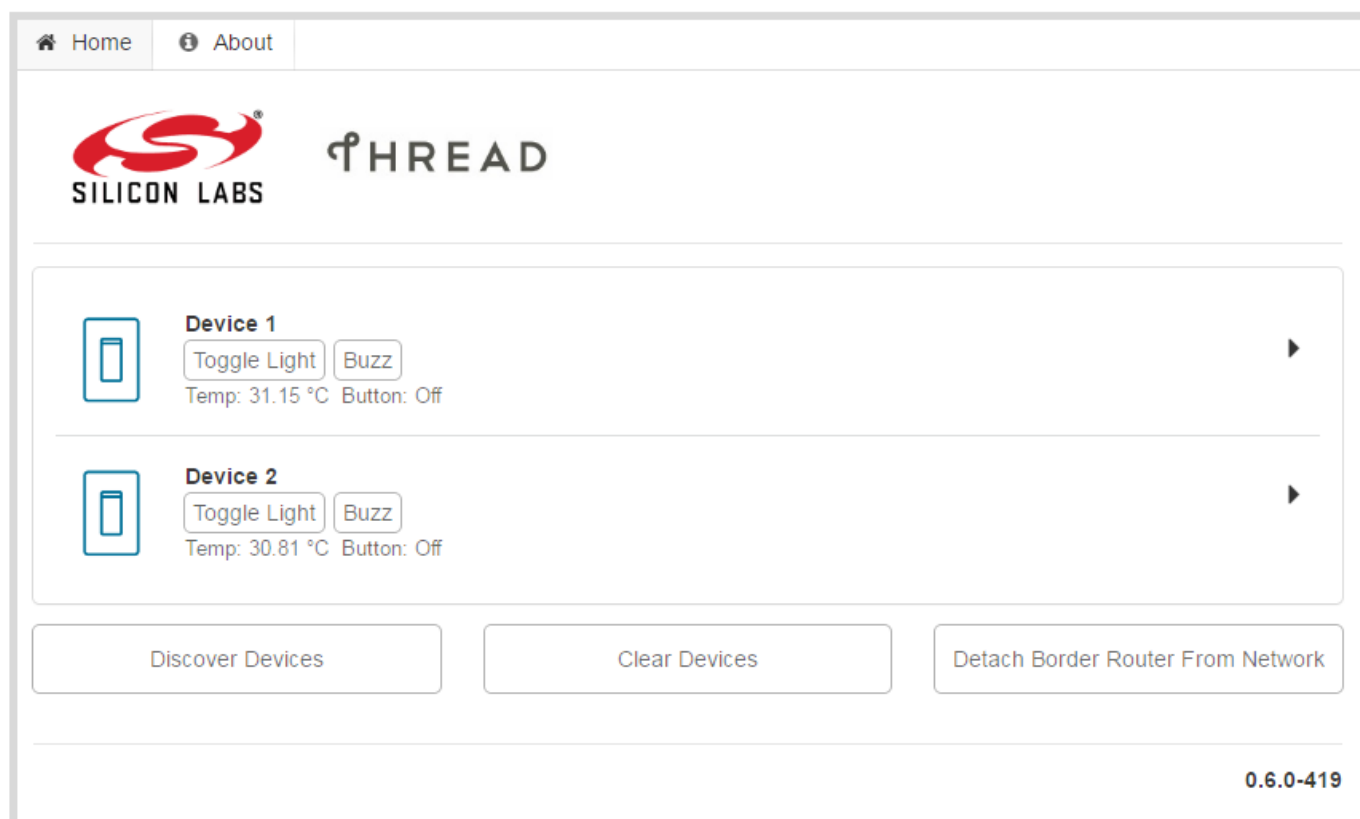 Home About
SILICON LABS
®
THREAD
Device 1
Toggle Light Buzz
Temp: 31.15 °C Button: Off
Device 2
Toggle Light Buzz
Temp: 30.81 °C Button: Off
Discover Devices Clear Devices Detach Border Router From Network
0.6.0-419